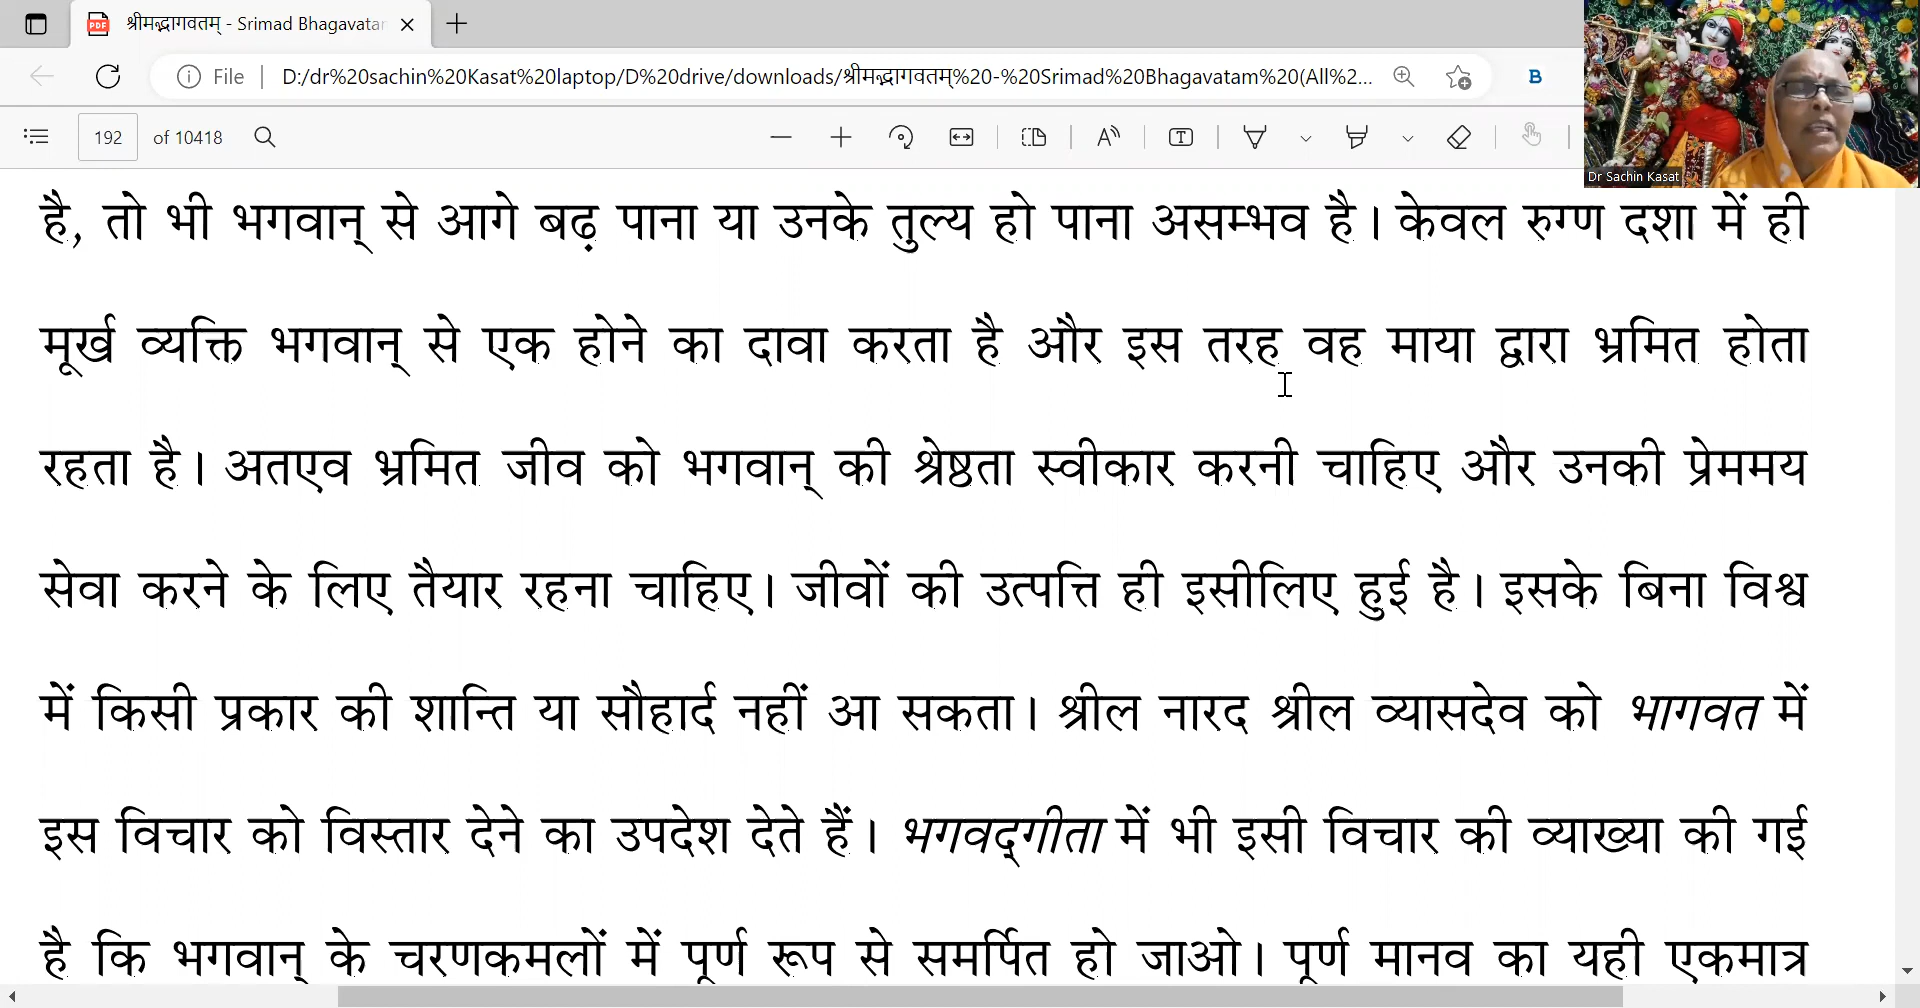 श्रीमद्भागवतम् - Srimad Bhagavatam
File
D:/dr%20sachin%20Kasat%20laptop/D%20drive/downloads/श्रीमद्भागवतम्%20-%20Srimad%20Bhagavatam%20(All%2...
B
192 of 10418
Dr Sachin Kasat
है, तो भी भगवान् से आगे बढ़ पाना या उनके तुल्य हो पाना असम्भव है। केवल रुग्ण दशा में ही
मूर्ख व्यक्ति भगवान् से एक होने का दावा करता है और इस तरह वह माया द्वारा भ्रमित होता
रहता है। अतएव भ्रमित जीव को भगवान् की श्रेष्ठता स्वीकार करनी चाहिए और उनकी प्रेममय
सेवा करने के लिए तैयार रहना चाहिए। जीवों की उत्पत्ति ही इसीलिए हुई है। इसके बिना विश्व
में किसी प्रकार की शान्ति या सौहार्द नहीं आ सकता। श्रील नारद श्रील व्यासदेव को भागवत में
इस विचार को विस्तार देने का उपदेश देते हैं। भगवद्गीता में भी इसी विचार की व्याख्या की गई
है कि भगवान् के चरणकमलों में पूर्ण रूप से समर्पित हो जाओ। पूर्ण मानव का यही एकमात्र